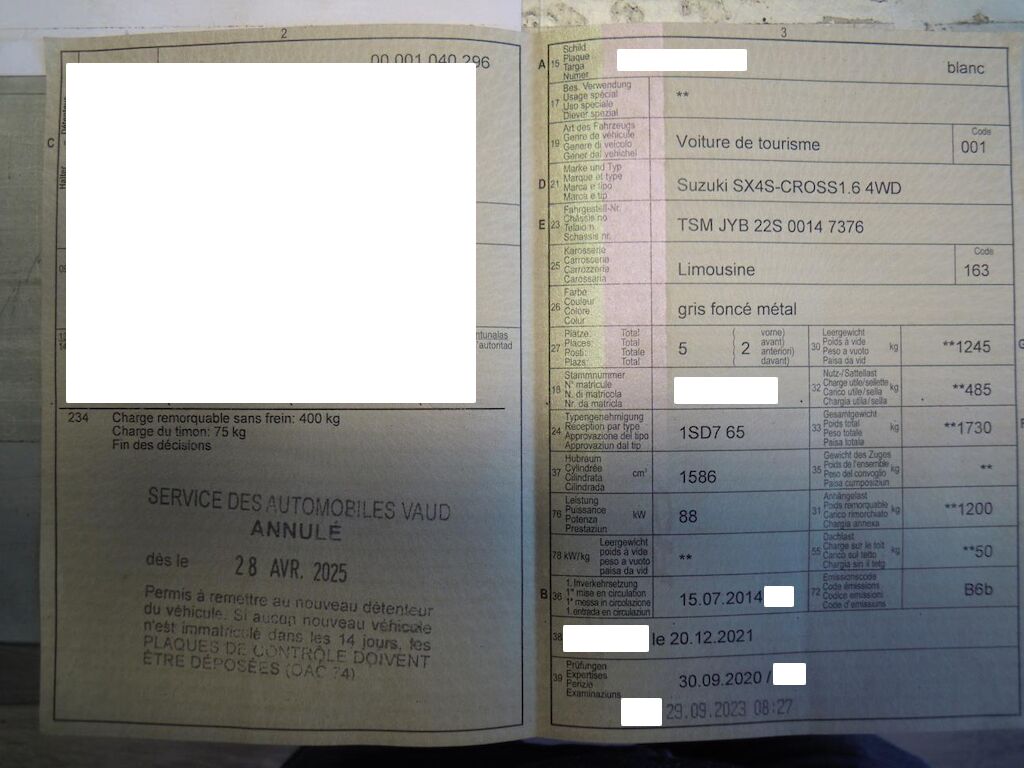 2
00.001.040.296
C
Détenteur
Halter
09
14
ntunalas
l'autoritad
234 Charge remorquable sans frein: 400 kg
Charge du timon: 75 kg
Fin des décisions
SERVICE DES AUTOMOBILES VAUD
ANNULÉ
dès le 28 AVR. 2025
Permis à remettre au nouveau détenteur
du véhicule. Si aucun nouveau véhicule
n'est immatriculé dans les 14 jours, les
PLAQUES DE CONTRÔLE DOIVENT
ÊTRE DÉPOSÉES (OAC 74)
3
A 15 Schild
Plaque
Targa
Numer
blanc
17 Bes. Verwendung
Usage spécial
Uso speciale
Diever spezial
**
19 Art des Fahrzeugs
Genre de véhicule
Genere di veicolo
Gener dal vehichel
Voiture de tourisme
Code
001
D 21 Marke und Typ
Marque et type
Marca e tipo
Marca e tip
Suzuki SX4S-CROSS1.6 4WD
E 23 Fahrgestell-Nr.
Châssis no
Telaio n.
Schassis nr.
TSM JYB 22S 0014 7376
25 Karosserie
Carrosserie
Carrozzeria
Carossaria
Limousine
Code
163
26 Farbe
Couleur
Colore
Colur
gris foncé métal
27 Plätze: Total
Places: Total
Posti: Totale
Plazs: Total
5
2
( vorne)
avant)
anteriori)
davant)
30 Leergewicht
Poids à vide
Peso a vuoto
Paisa da vid
kg
**1245
G
18 Stammnummer
N° matricule
N. di matricola
Nr. da matricla
32 Nutz-/Sattellast
Charge utile/sellette
Carico utile/sella
Chargia utila/sella
kg
**485
24 Typengenehmigung
Réception par type
Approvazione del tipo
Approvaziun dal tip
1SD7 65
33 Gesamtgewicht
Poids total
Peso totale
Paisa totala
kg
**1730
F
37 Hubraum
Cylindrée
Cilindrata
Cilindrada
cm³
1586
35 Gewicht des Zuges
Poids de l'ensemble
Peso del convoglio
Paisa cumposiziun
kg
**
76 Leistung
Puissance
Potenza
Prestaziun
kW
88
31 Anhängelast
Poids remorquable
Carico rimorchiato
Chargia annexa
kg
**1200
78 kW/kg Leergewicht
poids à vide
peso a vuoto
paisa da vid
**
55 Dachlast
Charge sur le toit
Carico sul tetto
Chargia sin il tetg
kg
**50
B 36 1. Inverkehrsetzung
1re mise en circulation
1a messa in circolazione
1. entrada en circulaziun
15.07.2014
72 Emissionscode
Code émissions
Codice emissioni
Code d'emissiuns
B6b
38
le 20.12.2021
39 Prüfungen
Expertises
Perizie
Examinaziuns
30.09.2020 /
29.09.2023 08:27